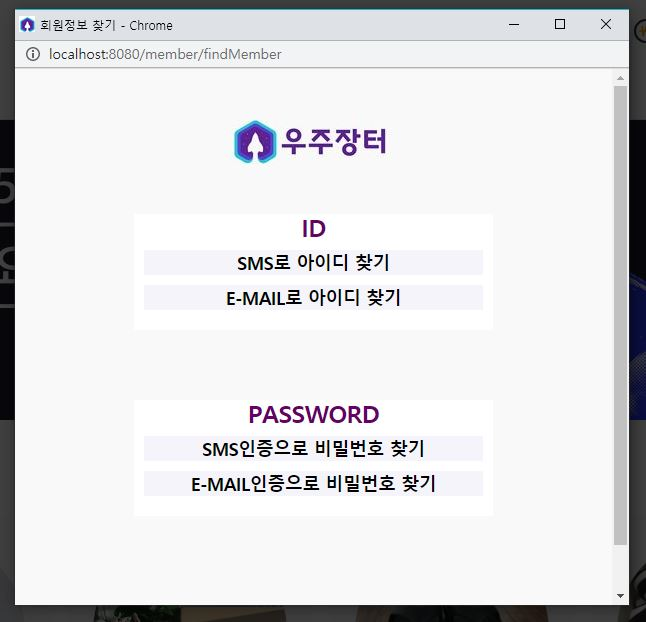 회원정보 찾기 - Chrome
localhost:8080/member/findMember
우주장터
ID
SMS로 아이디 찾기
E-MAIL로 아이디 찾기
PASSWORD
SMS인증으로 비밀번호 찾기
E-MAIL인증으로 비밀번호 찾기